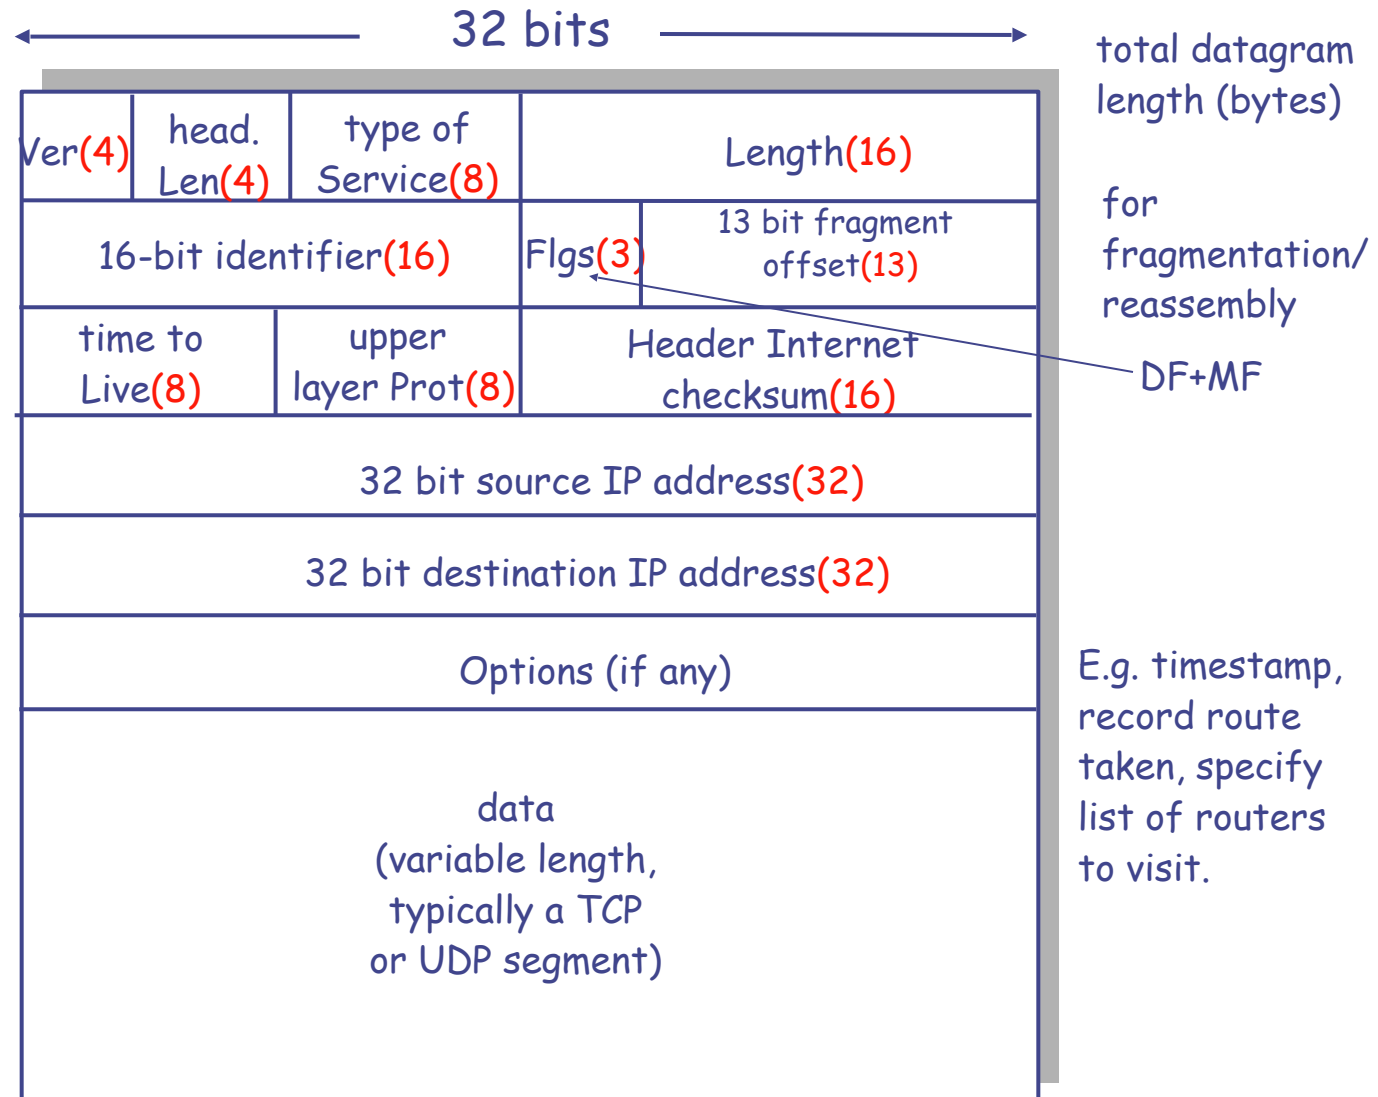 32 bits
total datagram
length (bytes)
Ver(4)
head.
Len(4)
type of
Service(8)
Length(16)
for
fragmentation/
reassembly
16-bit identifier(16)
Flgs(3)
13 bit fragment
offset(13)
DF+MF
time to
Live(8)
upper
layer Prot(8)
Header Internet
checksum(16)
32 bit source IP address(32)
32 bit destination IP address(32)
Options (if any)
E.g. timestamp,
record route
taken, specify
list of routers
to visit.
data
(variable length,
typically a TCP
or UDP segment)